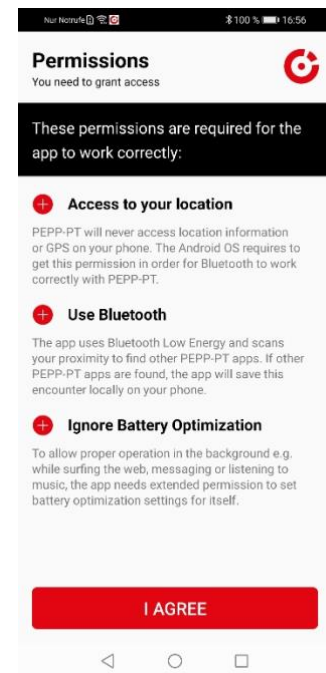 Nur Notrufe 100 % 16:56
Permissions
You need to grant access
These permissions are required for the
app to work correctly:
Access to your location
PEPP-PT will never access location information
or GPS on your phone. The Android OS requires to
get this permission in order for Bluetooth to work
correctly with PEPP-PT.
Use Bluetooth
The app uses Bluetooth Low Energy and scans
your proximity to find other PEPP-PT apps. If other
PEPP-PT apps are found, the app will save this
encounter locally on your phone.
Ignore Battery Optimization
To allow proper operation in the background e.g.
while surfing the web, messaging or listening to
music, the app needs extended permission to set
battery optimization settings for itself.
I AGREE